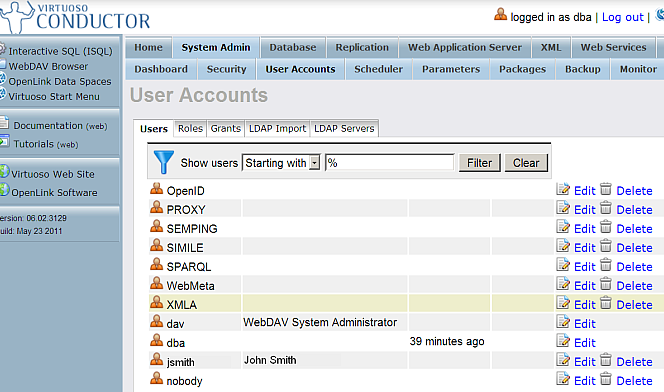 VIRTUOSO
CONDUCTOR
logged in as dba | Log out |
Interactive SQL (ISQL)
WebDAV Browser
OpenLink Data Spaces
Virtuoso Start Menu
Documentation (web)
Tutorials (web)
Virtuoso Web Site
OpenLink Software
ersion: 06.02.3129
uild: May 23 2011
Home System Admin Database Replication Web Application Server XML Web Services
Dashboard Security User Accounts Scheduler Parameters Packages Backup Monitor
User Accounts
Users Roles Grants LDAP Import LDAP Servers
Show users Starting with % Filter Clear
OpenID Edit Delete
PROXY Edit Delete
SEMPING Edit Delete
SIMILE Edit Delete
SPARQL Edit Delete
WebMeta Edit Delete
XMLA Edit Delete
dav WebDAV System Administrator Edit
dba 39 minutes ago Edit
jsmith John Smith Edit Delete
nobody Edit Delete